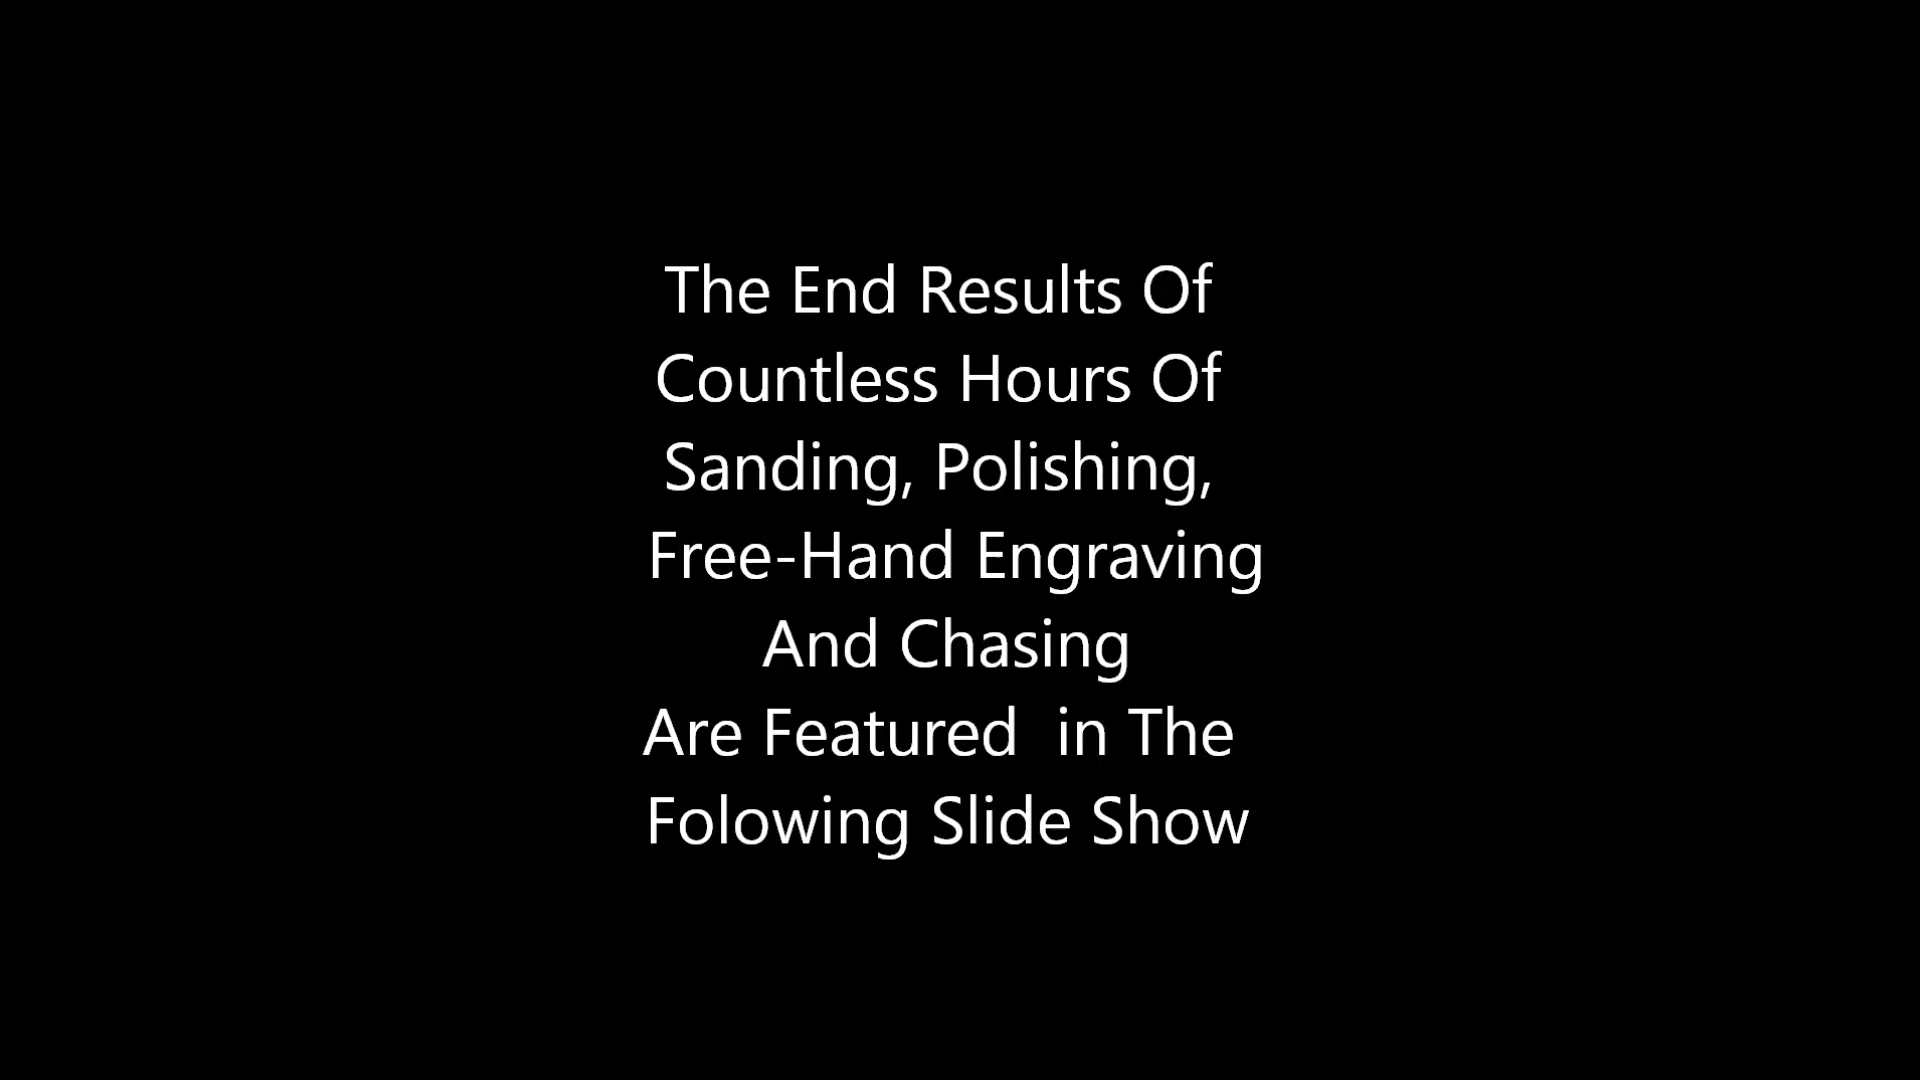 The End Results Of
Countless Hours Of
Sanding, Polishing,
Free-Hand Engraving
And Chasing
Are Featured  in The
Folowing Slide Show